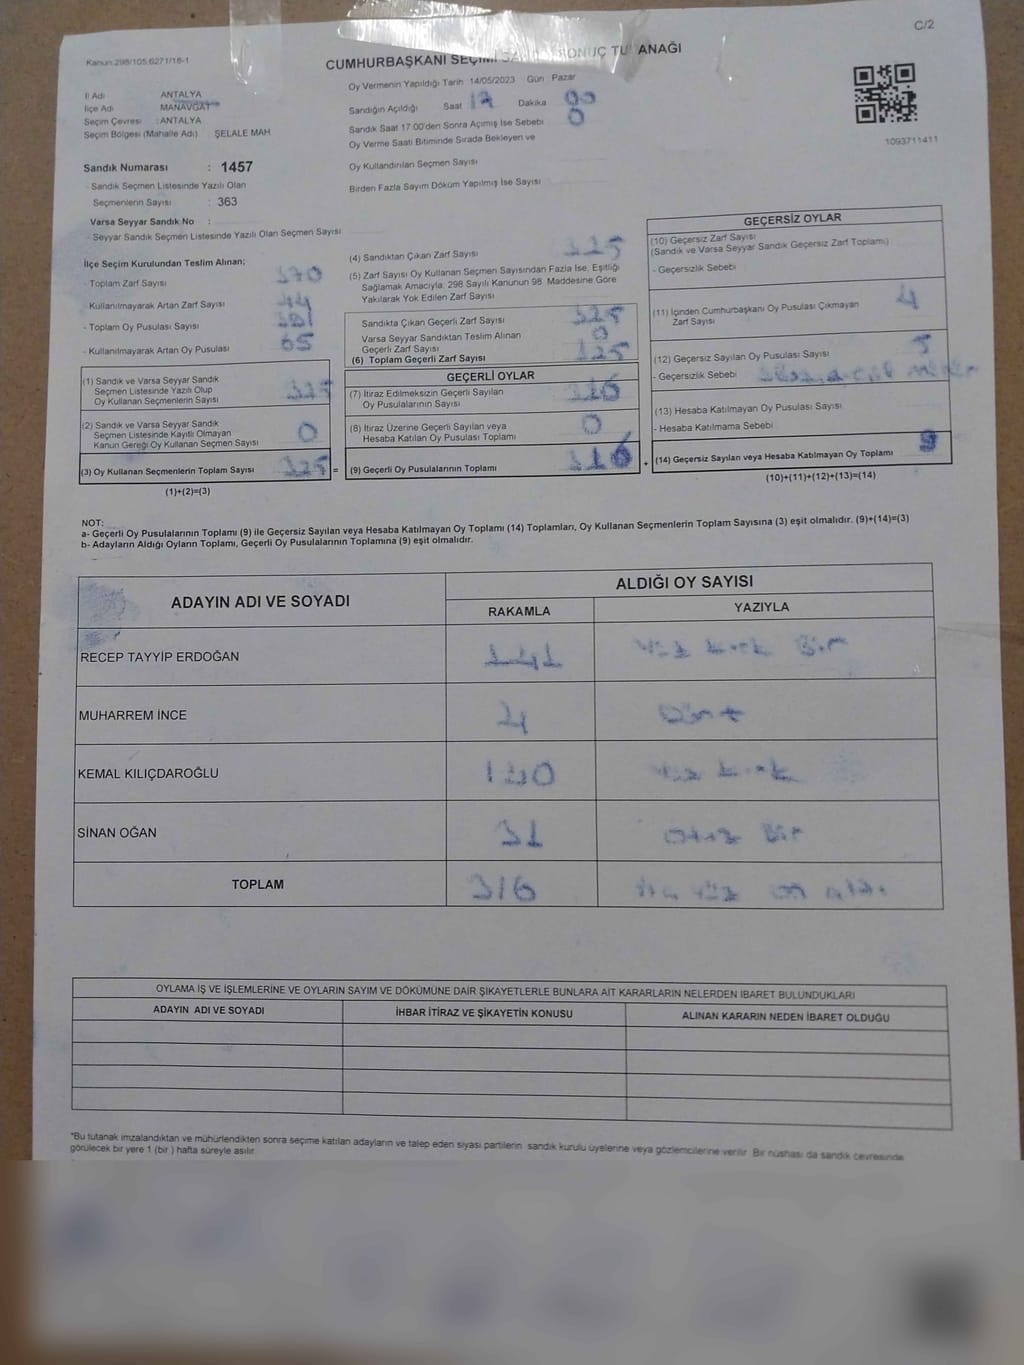 C/2
Kanun:298/105.6271/16-1
CUMHURBAŞKANI SEÇİMİ SONUÇ TUTANAĞI
Oy Vermenin Yapıldığı Tarih 14/05/2023 Gün Pazar
İl Adı ANTALYA
İlçe Adı MANAVGAT
Seçim Çevresi : ANTALYA
Seçim Bölgesi (Mahalle Adı) ŞELALE MAH
Sandığın Açıldığı Saat 17 Dakika 00
Sandık Saat 17:00'den Sonra Açımış İse Sebebi 0
Oy Verme Saati Bitiminde Sırada Bekleyen ve
Oy Kullandırılan Seçmen Sayısı
Birden Fazla Sayım Döküm Yapılmış İse Sayısı
1093711411
Sandık Numarası : 1457
- Sandık Seçmen Listesinde Yazılı Olan
Seçmenlerin Sayısı : 363
Varsa Seyyar Sandık No :
- Seyyar Sandık Seçmen Listesinde Yazılı Olan Seçmen Sayısı
İlçe Seçim Kurulundan Teslim Alınan;
- Toplam Zarf Sayısı 370
- Kullanılmayarak Artan Zarf Sayısı
- Toplam Oy Pusulası Sayısı
- Kullanılmayarak Artan Oy Pusulası 65
(1) Sandık ve Varsa Seyyar Sandık
Seçmen Listesinde Yazılı Olup
Oy Kullanan Seçmenlerin Sayısı 325
(2) Sandık ve Varsa Seyyar Sandık
Seçmen Listesinde Kayıtlı Olmayan
Kanun Gereği Oy Kullanan Seçmen Sayısı 0
(3) Oy Kullanan Seçmenlerin Toplam Sayısı 325 =
(1)+(2)=(3)
(4) Sandıktan Çıkan Zarf Sayısı 325
(5) Zarf Sayısı Oy Kullanan Seçmen Sayısından Fazla İse, Eşitliği
Sağlamak Amacıyla; 298 Sayılı Kanunun 98. Maddesine Göre
Yakılarak Yok Edilen Zarf Sayısı
Sandıkta Çıkan Geçerli Zarf Sayısı 325
Varsa Seyyar Sandıktan Teslim Alınan
Geçerli Zarf Sayısı 0
(6) Toplam Geçerli Zarf Sayısı 325
GEÇERLİ OYLAR
(7) İtiraz Edilmeksizin Geçerli Sayılan
Oy Pusulalarının Sayısı 316
(8) İtiraz Üzerine Geçerli Sayılan veya
Hesaba Katılan Oy Pusulası Toplamı 0
(9) Geçerli Oy Pusulalarının Toplamı 316 +
GEÇERSİZ OYLAR
(10) Geçersiz Zarf Sayısı
(Sandık ve Varsa Seyyar Sandık Geçersiz Zarf Toplamı)
- Geçersizlik Sebebi
(11) İçinden Cumhurbaşkanı Oy Pusulası Çıkmayan
Zarf Sayısı 4
(12) Geçersiz Sayılan Oy Pusulası Sayısı 5
- Geçersizlik Sebebi
(13) Hesaba Katılmayan Oy Pusulası Sayısı
- Hesaba Katılmama Sebebi
(14) Geçersiz Sayılan veya Hesaba Katılmayan Oy Toplamı 9
(10)+(11)+(12)+(13)=(14)
NOT:
a- Geçerli Oy Pusulalarının Toplamı (9) ile Geçersiz Sayılan veya Hesaba Katılmayan Oy Toplamı (14) Toplamları, Oy Kullanan Seçmenlerin Toplam Sayısına (3) eşit olmalıdır. (9)+(14)=(3)
b- Adayların Aldığı Oyların Toplamı, Geçerli Oy Pusulalarının Toplamına (9) eşit olmalıdır.
ADAYIN ADI VE SOYADI ALDIĞI OY SAYISI
RAKAMLA YAZIYLA
RECEP TAYYİP ERDOĞAN 141 Yüz kırk Bir
MUHARREM İNCE 4 Dört
KEMAL KILIÇDAROĞLU 140 Yüz kırk
SİNAN OĞAN 31 Otuz Bir
TOPLAM 316 Üç yüz on altı
OYLAMA İŞ VE İŞLEMLERİNE VE OYLARIN SAYIM VE DÖKÜMÜNE DAİR ŞİKAYETLERLE BUNLARA AİT KARARLARIN NELERDEN İBARET BULUNDUKLARI
ADAYIN ADI VE SOYADI İHBAR İTİRAZ VE ŞİKAYETİN KONUSU ALINAN KARARIN NEDEN İBARET OLDUĞU
*Bu tutanak imzalandıktan ve mühürlendikten sonra seçime katılan adayların ve talep eden siyasi partilerin sandık kurulu üyelerine veya gözlemcilerine verilir. Bir nüshası da sandık çevresinde
görülecek bir yere 1 (bir) hafta süreyle asılır.